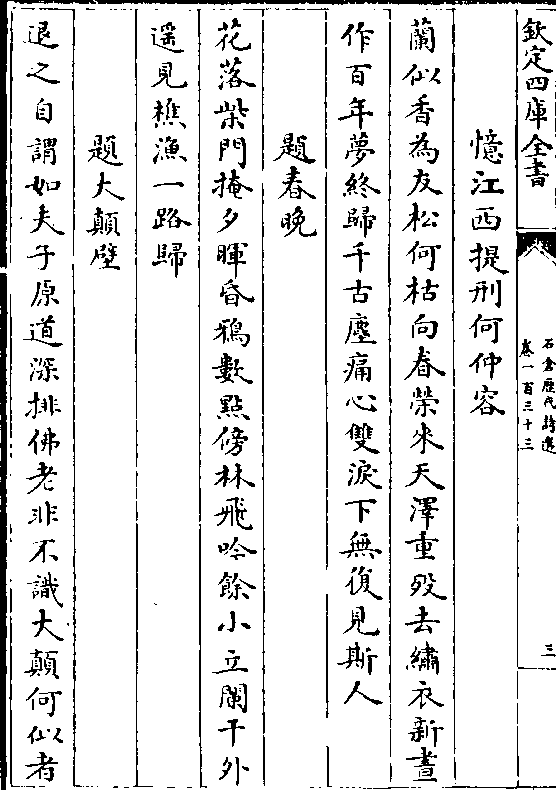 欽定四庫全書
石倉歷代詩選
卷一百三十三
三
憶江西提刑何仲容
蘭似香為友松何枯向春榮來天澤重歿去繡衣新晝
作百年夢終歸千古塵痛心雙淚下無復見斯人
題春晚
花落柴門掩夕暉昏鴉數點傍林飛吟餘小立闌干外
遥見樵漁一路歸
題大顛壁
退之自謂如夫子原道深排佛老非不識大顛何似者